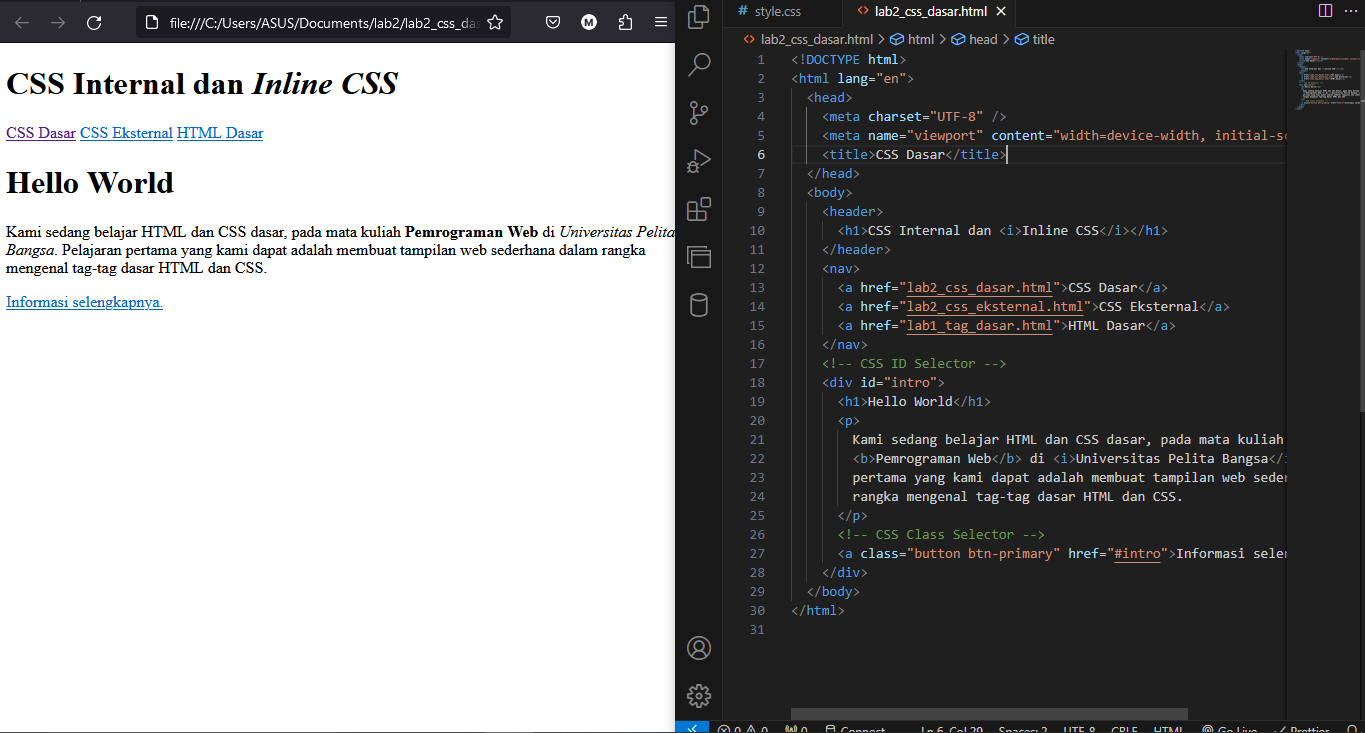 file:///C:/Users/ASUS/Documents/lab2/lab2_css_das
CSS Internal dan Inline CSS
CSS Dasar CSS Eksternal HTML Dasar
Hello World
Kami sedang belajar HTML dan CSS dasar, pada mata kuliah Pemrograman Web di Universitas Pelita
Bangsa. Pelajaran pertama yang kami dapat adalah membuat tampilan web sederhana dalam rangka
mengenal tag-tag dasar HTML dan CSS.
Informasi selengkapnya.
# style.css <> lab2_css_dasar.html
<> lab2_css_dasar.html > html > head > title
1 <!DOCTYPE html>
2 <html lang="en">
3 <head>
4 <meta charset="UTF-8" />
5 <meta name="viewport" content="width=device-width, initial-sc
6 <title>CSS Dasar</title>
7 </head>
8 <body>
9 <header>
10 <h1>CSS Internal dan <i>Inline CSS</i></h1>
11 </header>
12 <nav>
13 <a href="lab2_css_dasar.html">CSS Dasar</a>
14 <a href="lab2_css_eksternal.html">CSS Eksternal</a>
15 <a href="lab1_tag_dasar.html">HTML Dasar</a>
16 </nav>
17 <!-- CSS ID Selector -->
18 <div id="intro">
19 <h1>Hello World</h1>
20 <p>
21 Kami sedang belajar HTML dan CSS dasar, pada mata kuliah
22 <b>Pemrograman Web</b> di <i>Universitas Pelita Bangsa</i
23 pertama yang kami dapat adalah membuat tampilan web seder
24 rangka mengenal tag-tag dasar HTML dan CSS.
25 </p>
26 <!-- CSS Class Selector -->
27 <a class="button btn-primary" href="#intro">Informasi selen
28 </div>
29 </body>
30 </html>
31
0 0 0 Connect Ln 6, Col 29 Spaces: 2 UTF-8 CRLF HTML Go Live Prettier